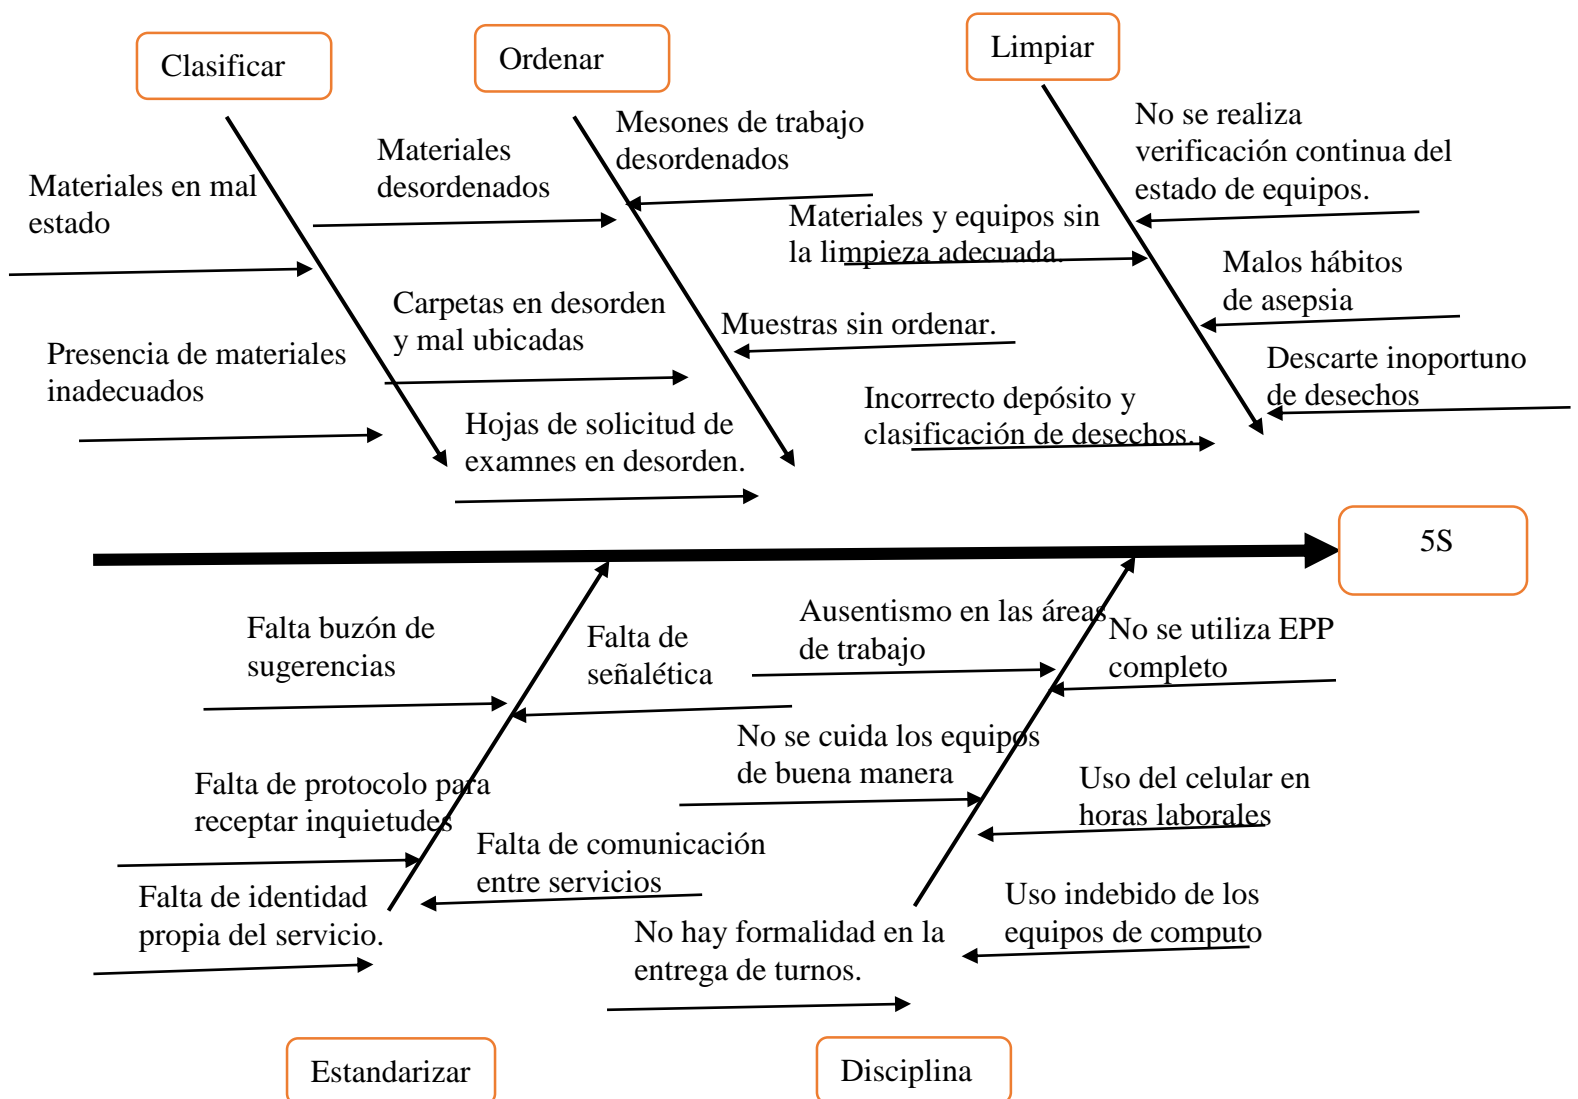 Clasificar
Ordenar
Limpiar
Materiales en mal
estado
Presencia de materiales
inadecuados
Materiales
desordenados
Carpetas en desorden
y mal ubicadas
Hojas de solicitud de
examnes en desorden.
Mesones de trabajo
desordenados
Muestras sin ordenar.
Materiales y equipos sin
la limpieza adecuada.
Incorrecto depósito y
clasificación de desechos.
No se realiza
verificación continua del
estado de equipos.
Malos hábitos
de asepsia
Descarte inoportuno
de desechos
5S
Falta buzón de
sugerencias
Falta de protocolo para
receptar inquietudes
Falta de identidad
propia del servicio.
Falta de
señalética
Falta de comunicación
entre servicios
Ausentismo en las áreas
de trabajo
No se cuida los equipos
de buena manera
No hay formalidad en la
entrega de turnos.
No se utiliza EPP
completo
Uso del celular en
horas laborales
Uso indebido de los
equipos de computo
Estandarizar
Disciplina